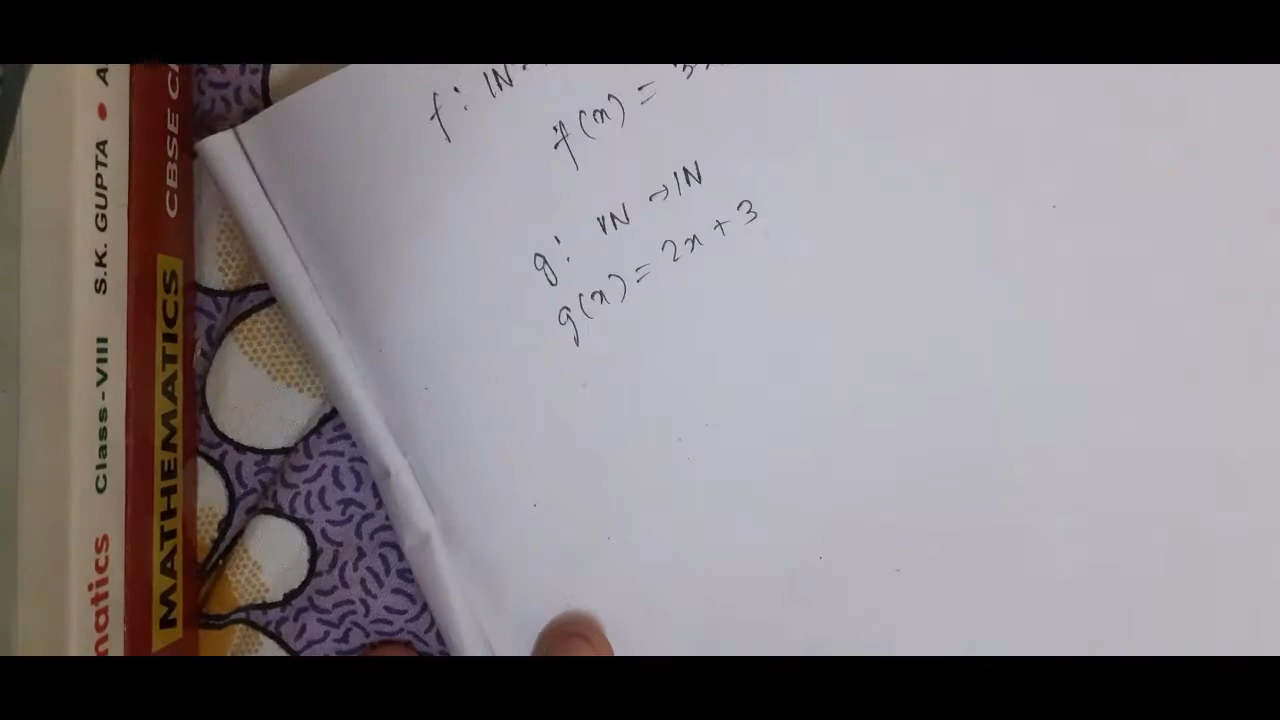 f : IN
f(x) =
g : IN → IN
g(x) = 2x + 3
S.K. GUPTA
Class - VIII
matics
CBSE
MATHEMATICS